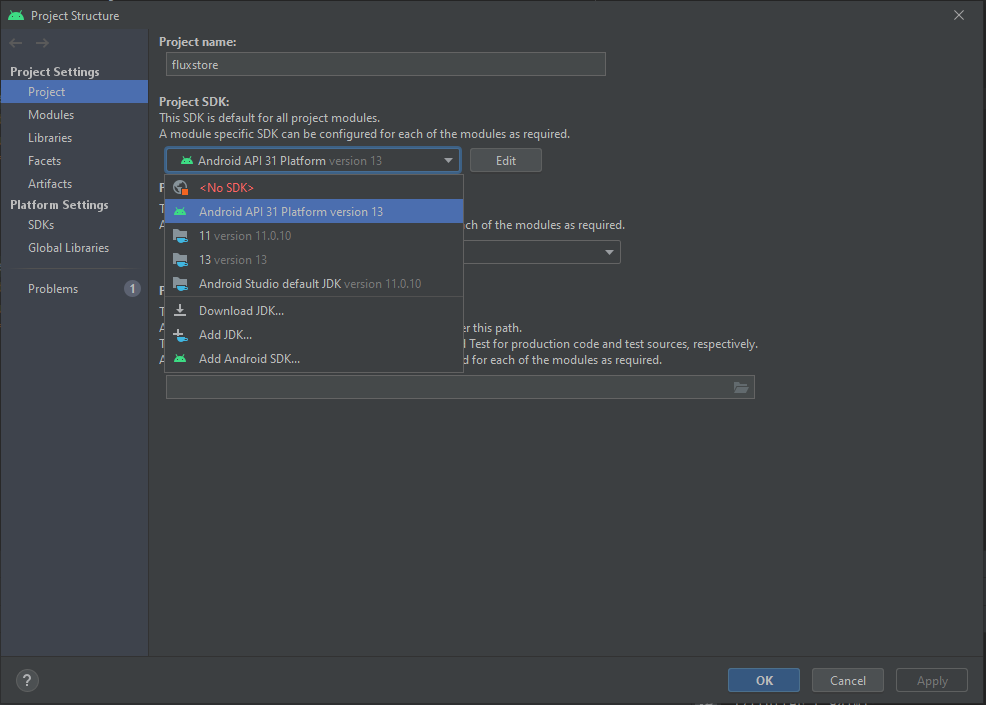 Project Structure
Project Settings
Project
Modules
Libraries
Facets
Artifacts
Platform Settings
SDKs
Global Libraries
Problems
1
Project name:
fluxstore
Project SDK:
This SDK is default for all project modules.
A module specific SDK can be configured for each of the modules as required.
Android API 31 Platform version 13
Edit
<No SDK>
Android API 31 Platform version 13
ch of the modules as required.
11 version 11.0.10
13 version 13
Android Studio default JDK version 11.0.10
Download JDK...
r this path.
Add JDK...
Test for production code and test sources, respectively.
Add Android SDK...
d for each of the modules as required.
?
OK
Cancel
Apply